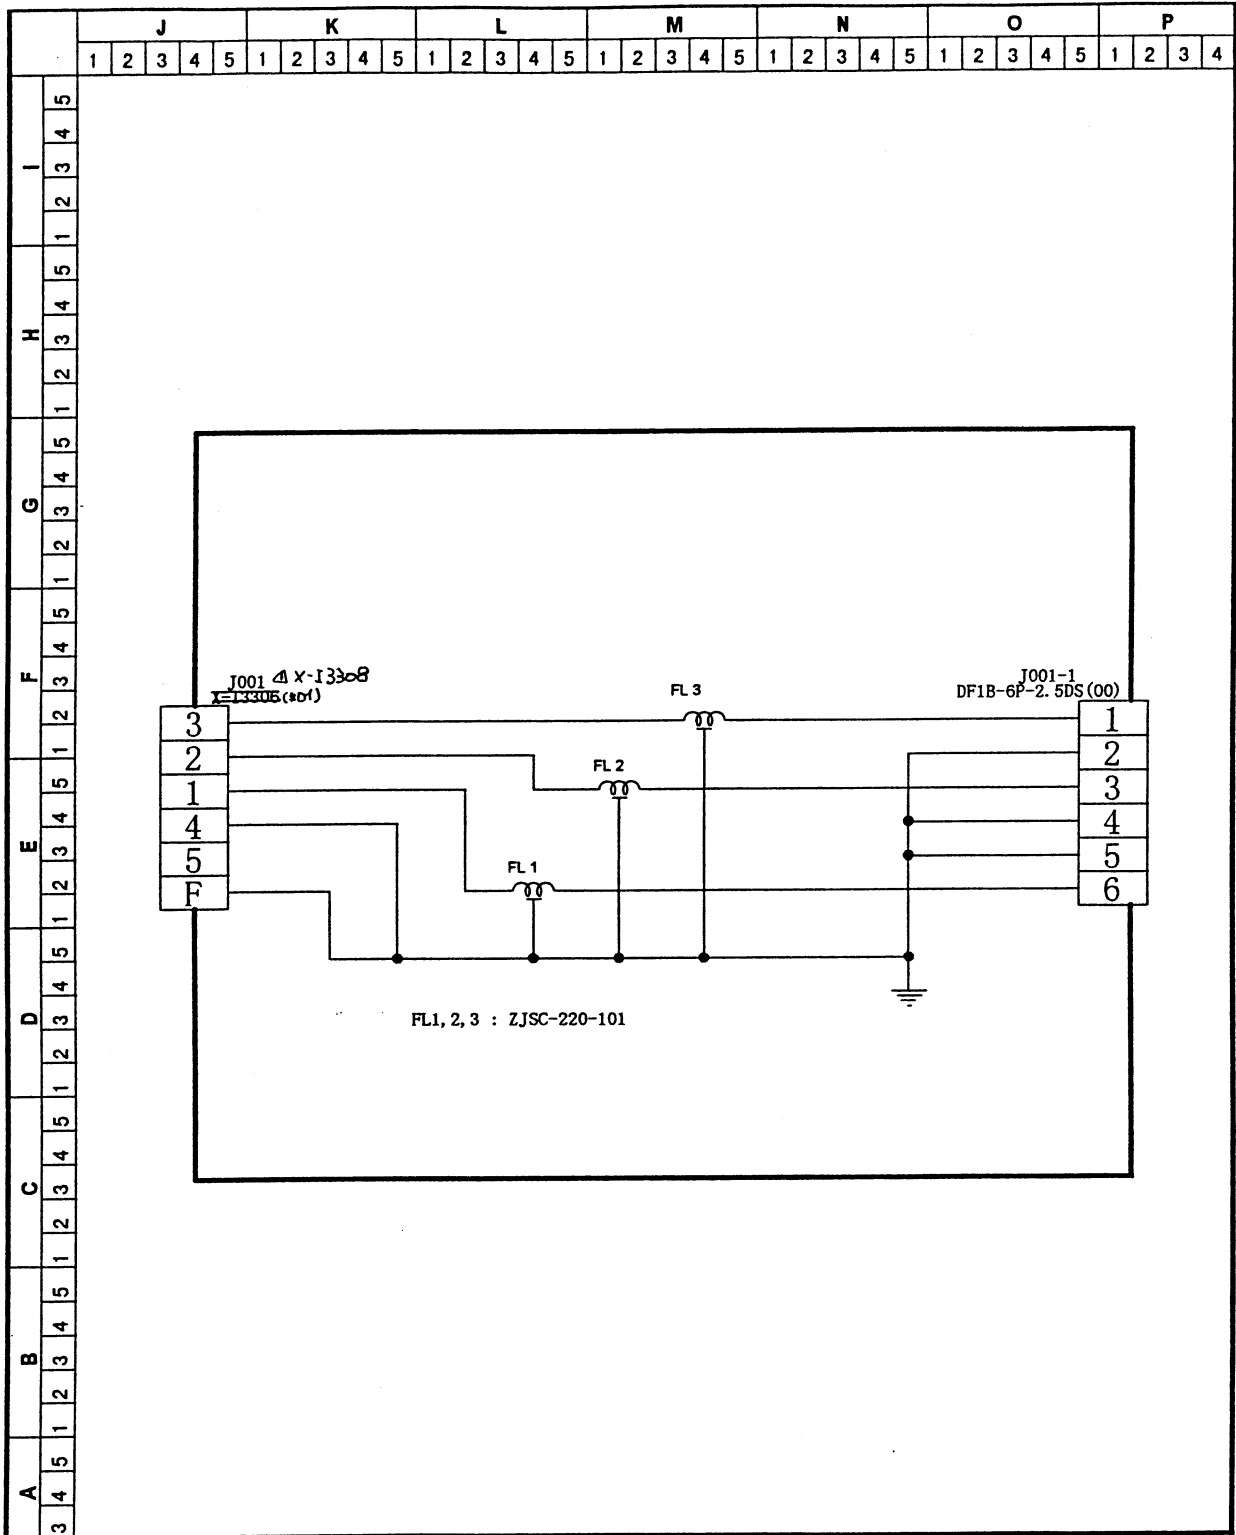 J K L M N O P
1 2 3 4 5 1 2 3 4 5 1 2 3 4 5 1 2 3 4 5 1 2 3 4 5 1 2 3 4 5 1 2 3 4
I 5 4 3 2 1
H 5 4 3 2 1
G 5 4 3 2 1
F 5 4 3 2 1
E 5 4 3 2 1
D 5 4 3 2 1
C 5 4 3 2 1
B 5 4 3 2 1
A 5 4 3
J001 X-I3308
3
2
1
4
5
F
FL 3
FL 2
FL 1
J001-1
DF1B-6P-2.5DS(00)
1
2
3
4
5
6
FL1,2,3 : ZJSC-220-101